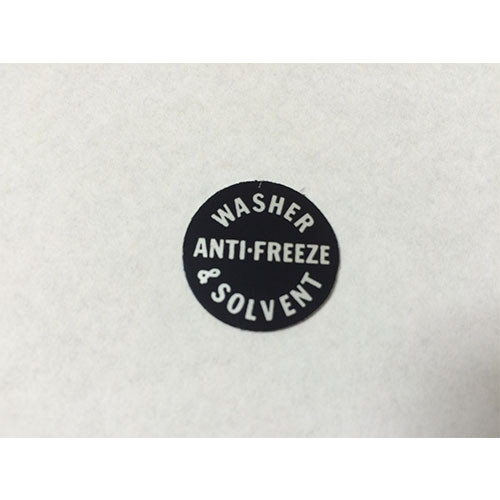 WASHER
ANTI-FREEZE
& SOLVENT